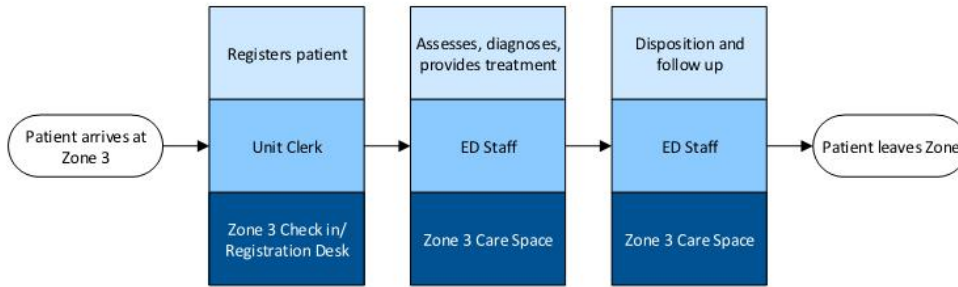 Patient arrives at
Zone 3
Registers patient
Unit Clerk
Zone 3 Check in/
Registration Desk
Assesses, diagnoses,
provides treatment
ED Staff
Zone 3 Care Space
Disposition and
follow up
ED Staff
Zone 3 Care Space
Patient leaves Zone